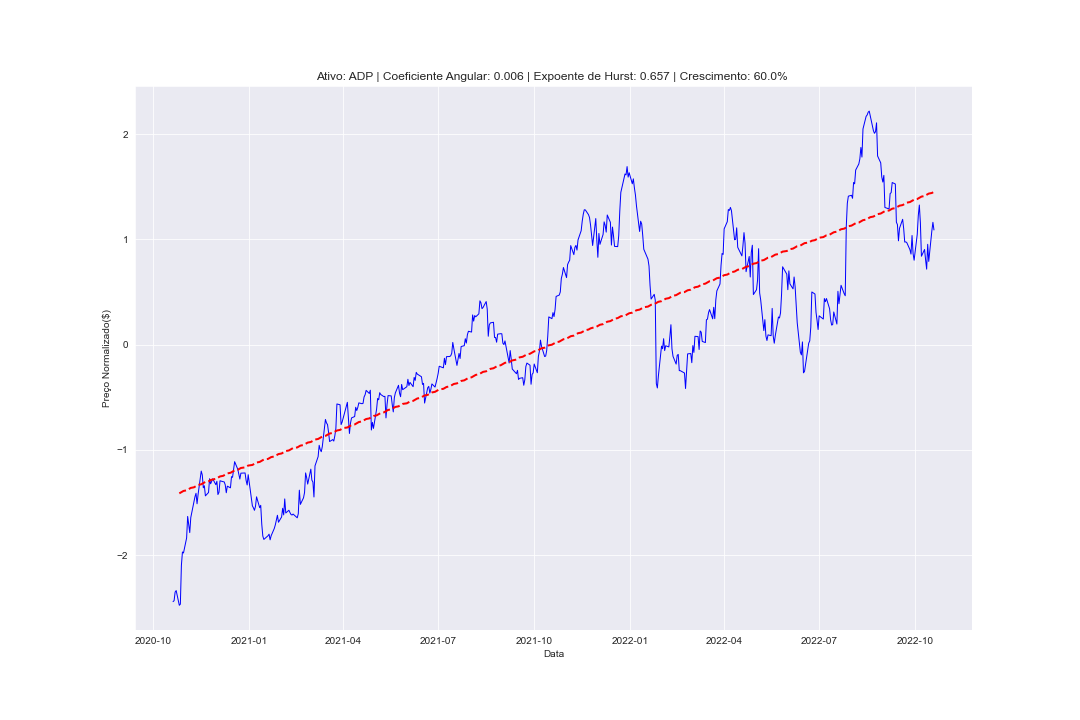 Ativo: ADP | Coeficiente Angular: 0.006 | Expoente de Hurst: 0.657 | Crescimento: 60.0%
Preço Normalizado($)
2
1
0
−1
−2
2020-10 2021-01 2021-04 2021-07 2021-10 2022-01 2022-04 2022-07 2022-10
Data